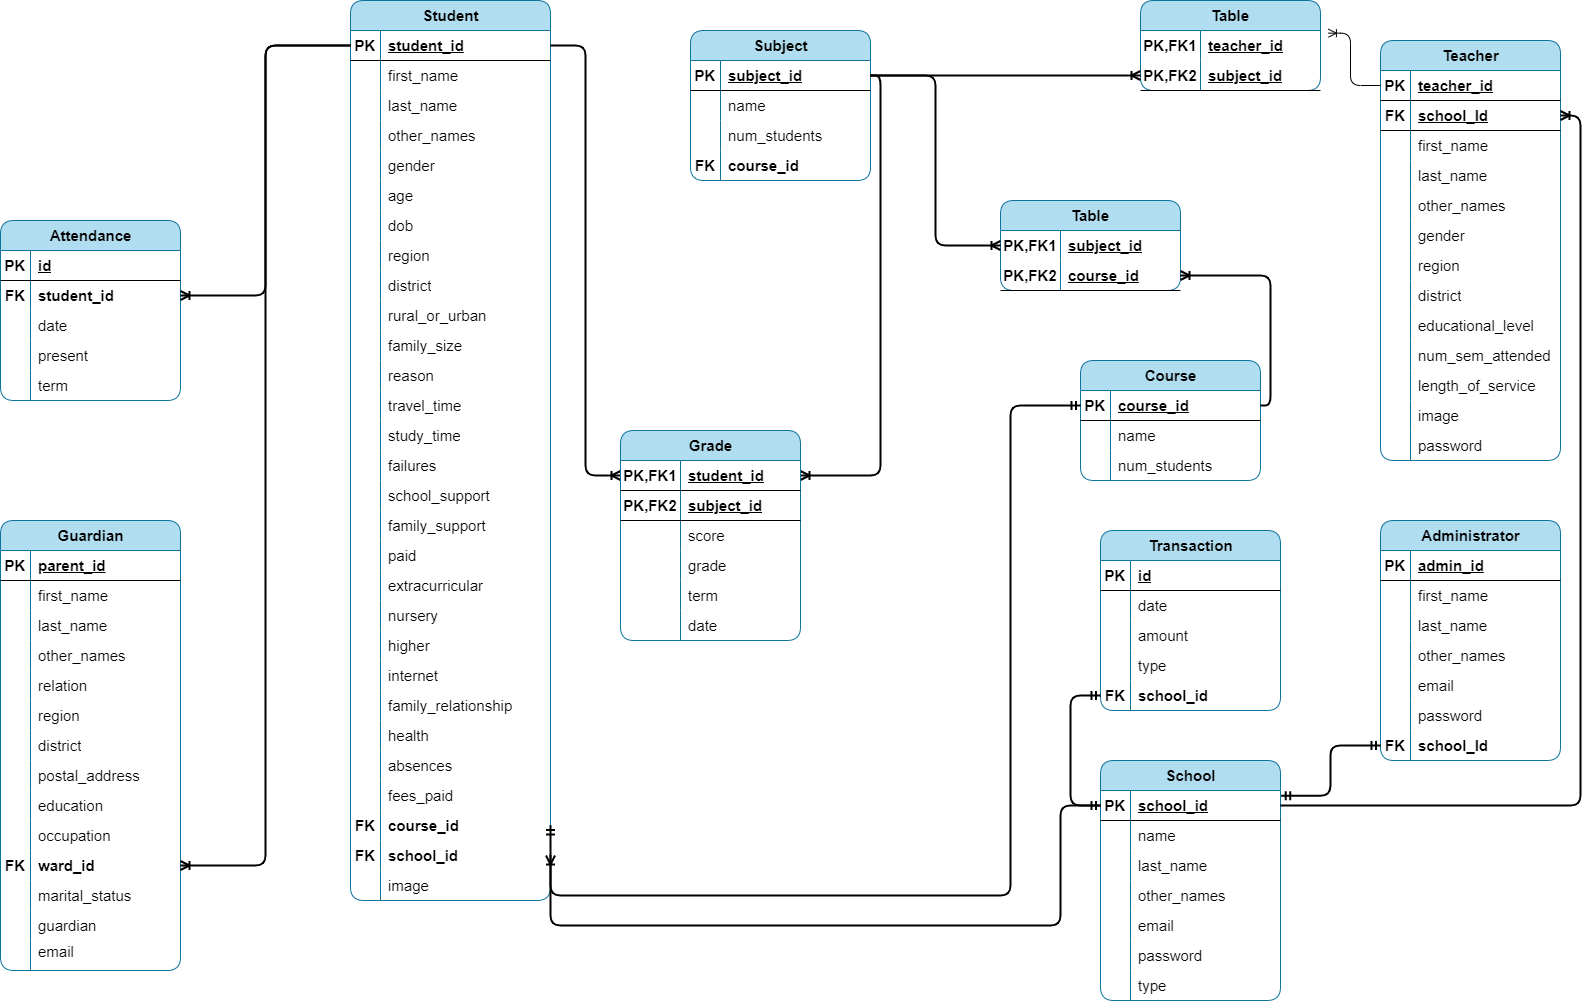 Student
PK student_id
first_name
last_name
other_names
gender
age
dob
region
district
rural_or_urban
family_size
reason
travel_time
study_time
failures
school_support
family_support
paid
extracurricular
nursery
higher
internet
family_relationship
health
absences
fees_paid
FK course_id
FK school_id
image
Subject
PK subject_id
name
num_students
FK course_id
Table
PK,FK1 teacher_id
PK,FK2 subject_id
Teacher
PK teacher_id
FK school_Id
first_name
last_name
other_names
gender
region
district
educational_level
num_sem_attended
length_of_service
image
password
Attendance
PK id
FK student_id
date
present
term
Table
PK,FK1 subject_id
PK,FK2 course_id
Course
PK course_id
name
num_students
Grade
PK,FK1 student_id
PK,FK2 subject_id
score
grade
term
date
Guardian
PK parent_id
first_name
last_name
other_names
relation
region
district
postal_address
education
occupation
FK ward_id
marital_status
guardian
email
Transaction
PK id
date
amount
type
FK school_id
Administrator
PK admin_id
first_name
last_name
other_names
email
password
FK school_Id
School
PK school_id
name
last_name
other_names
email
password
type